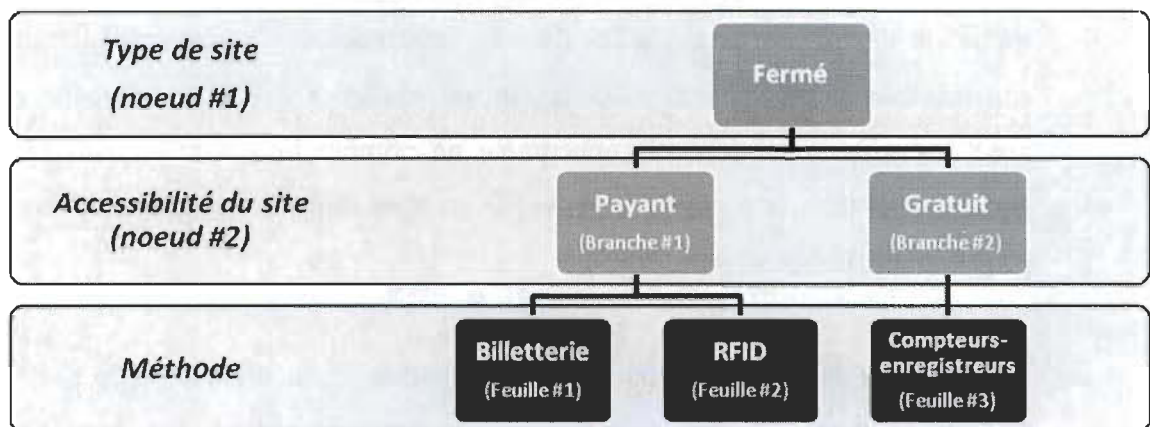 Type de site
(noeud #1)
Fermé
Accessibilité du site
(noeud #2)
Payant
(Branche #1)
Gratuit
(Branche #2)
Méthode
Billetterie
(Feuille #1)
RFID
(Feuille #2)
Compteurs-
enregistreurs
(Feuille #3)